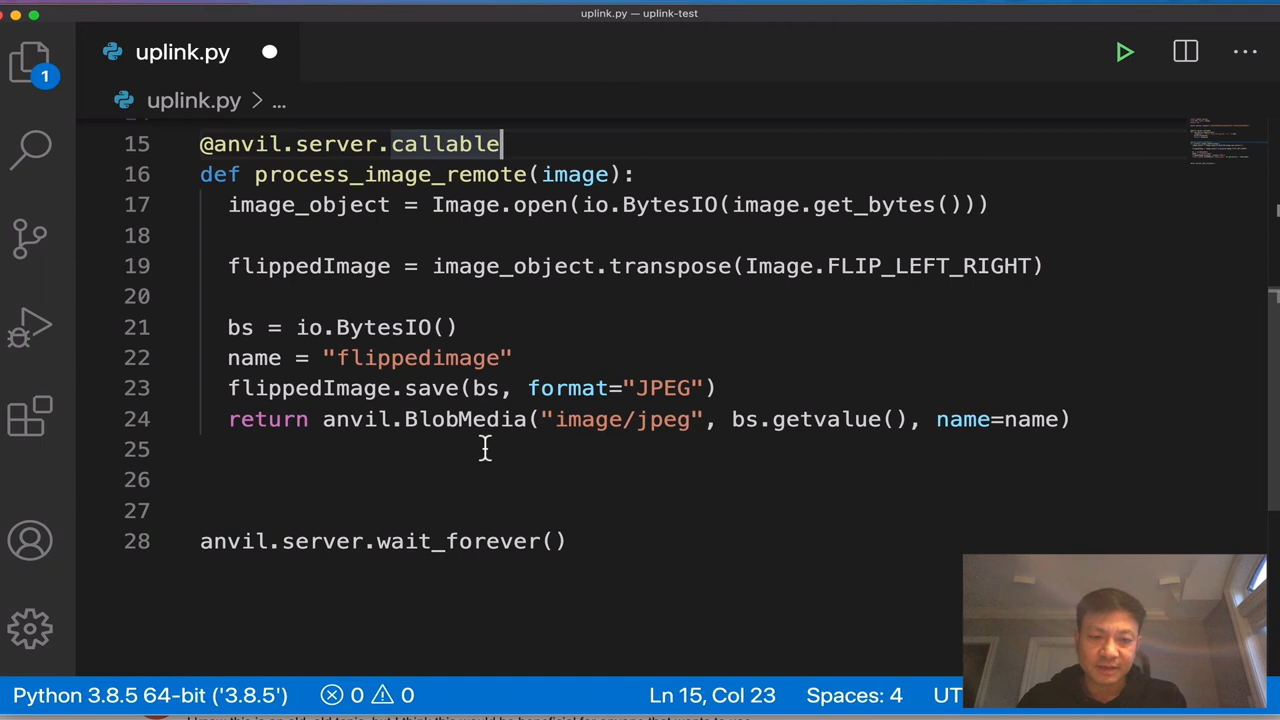 uplink.py — uplink-test
uplink.py
1
uplink.py > ...
15 @anvil.server.callable
16 def process_image_remote(image):
17 image_object = Image.open(io.BytesIO(image.get_bytes()))
18
19 flippedImage = image_object.transpose(Image.FLIP_LEFT_RIGHT)
20
21 bs = io.BytesIO()
22 name = "flippedimage"
23 flippedImage.save(bs, format="JPEG")
24 return anvil.BlobMedia("image/jpeg", bs.getvalue(), name=name)
25
26
27
28 anvil.server.wait_forever()
Python 3.8.5 64-bit ('3.8.5') 0 0 Ln 15, Col 23 Spaces: 4 UT